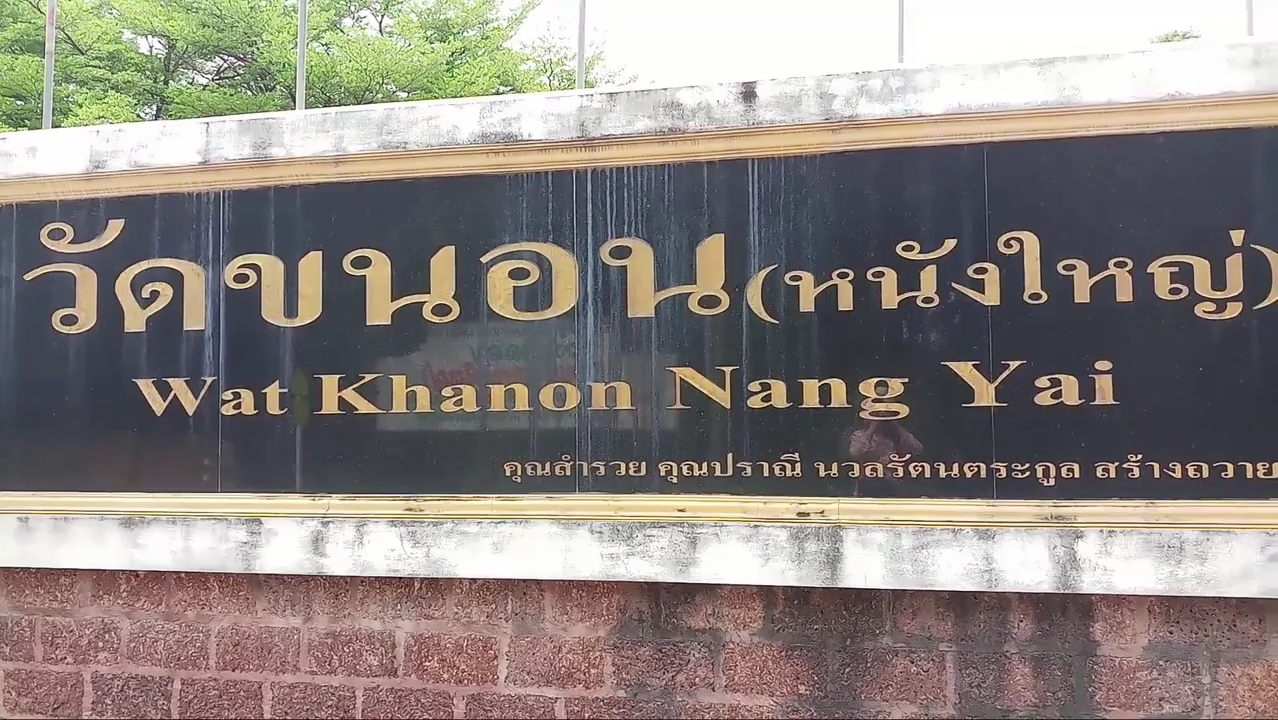 วัดขนอน(หนังใหญ่)
Wat Khanon Nang Yai
คุณสำรวย คุณปราณี นวลรัตนตระกูล สร้างถวาย